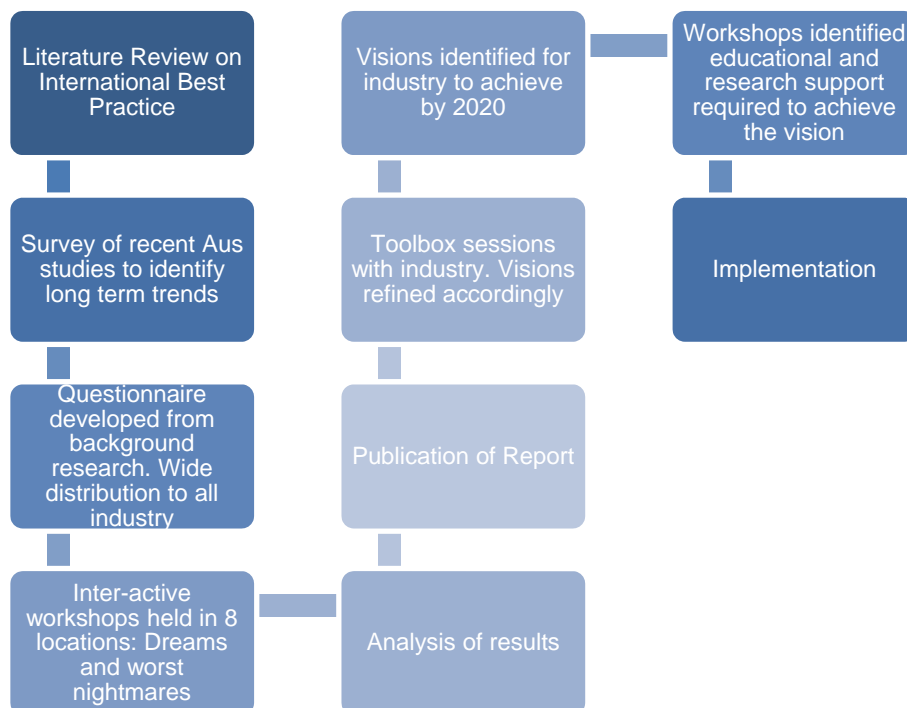 Literature Review on
International Best
Practice
Survey of recent Aus
studies to identify
long term trends
Questionnaire
developed from
background
research. Wide
distribution to all
industry
Inter-active
workshops held in 8
locations: Dreams
and worst
nightmares
Analysis of results
Publication of Report
Toolbox sessions
with industry. Visions
refined accordingly
Visions identified for
industry to achieve
by 2020
Workshops identified
educational and
research support
required to achieve
the vision
Implementation